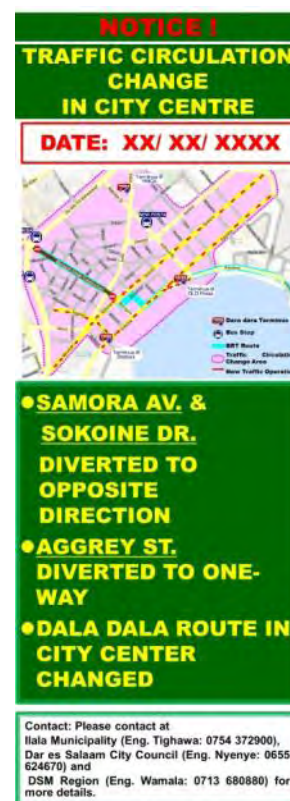 NOTICE !
TRAFFIC CIRCULATION
CHANGE
IN CITY CENTRE
DATE: XX/ XX/ XXXX
Dara dara Terminus
Bus Stop
BRT Route
Traffic Circulatio
Change Area
New Traffic Operatio
●SAMORA AV. &
SOKOINE DR.
DIVERTED TO
OPPOSITE
DIRECTION
●AGGREY ST.
DIVERTED TO ONE-
WAY
●DALA DALA ROUTE IN
CITY CENTER
CHANGED
Contact: Please contact at
Ilala Municipality (Eng. Tighawa: 0754 372900),
Dar es Salaam City Council (Eng. Nyenye: 0655
624670) and
DSM Region (Eng. Wamala: 0713 680880) for
more details.